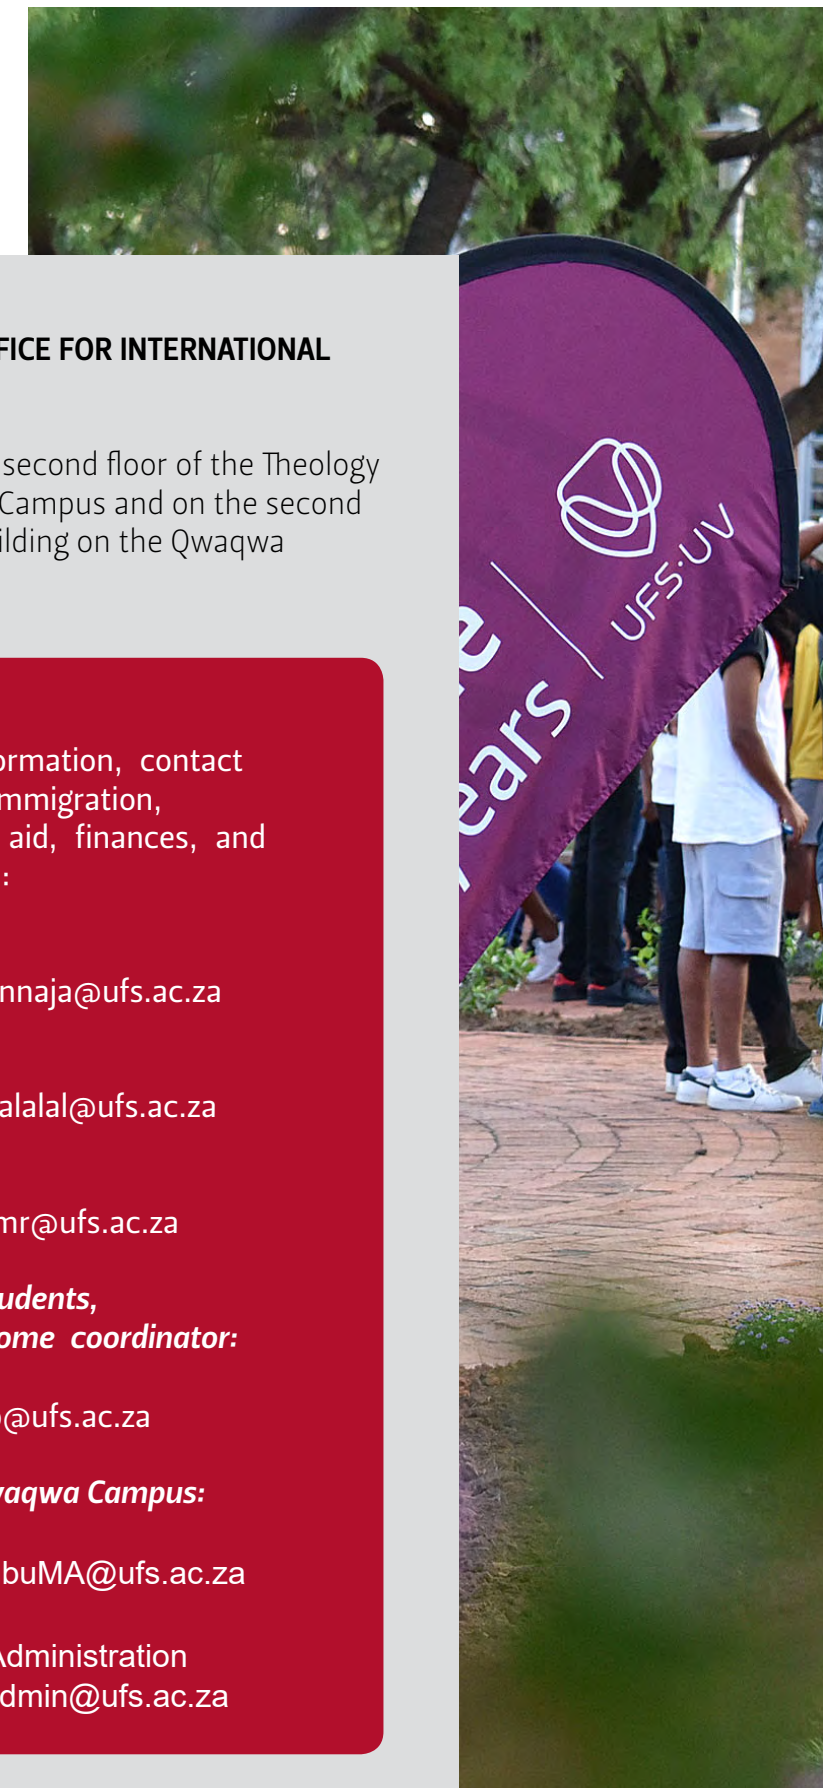 FICE FOR INTERNATIONAL
second floor of the Theology
Campus and on the second
ilding on the Qwaqwa
ormation, contact
mmigration,
aid, finances, and
:
nnaja@ufs.ac.za
alalal@ufs.ac.za
mr@ufs.ac.za
udents,
ome coordinator:
@ufs.ac.za
waqwa Campus:
buMA@ufs.ac.za
Administration
dmin@ufs.ac.za
UFS·UV
e
ears